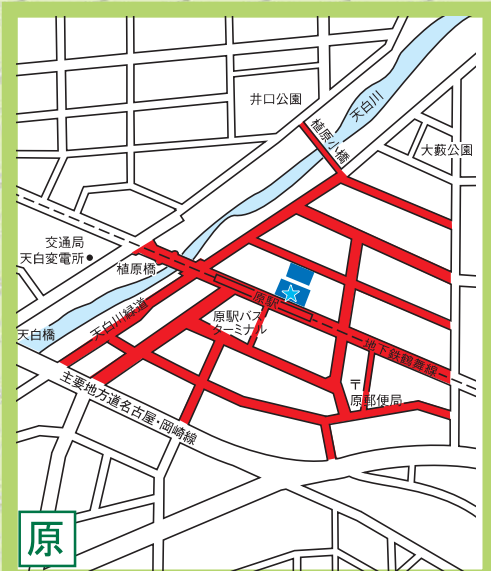 井口公園
天白川
植原小橋
大藪公園
交通局
天白変電所
植原橋
原駅
原駅バス
ターミナル
天白川緑道
天白橋
地下鉄鶴舞線
主要地方道名古屋・岡崎線
〒
原郵便局
原